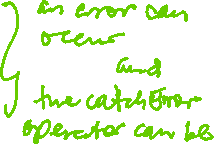 an error can
occur
and
the catchError
operator can be